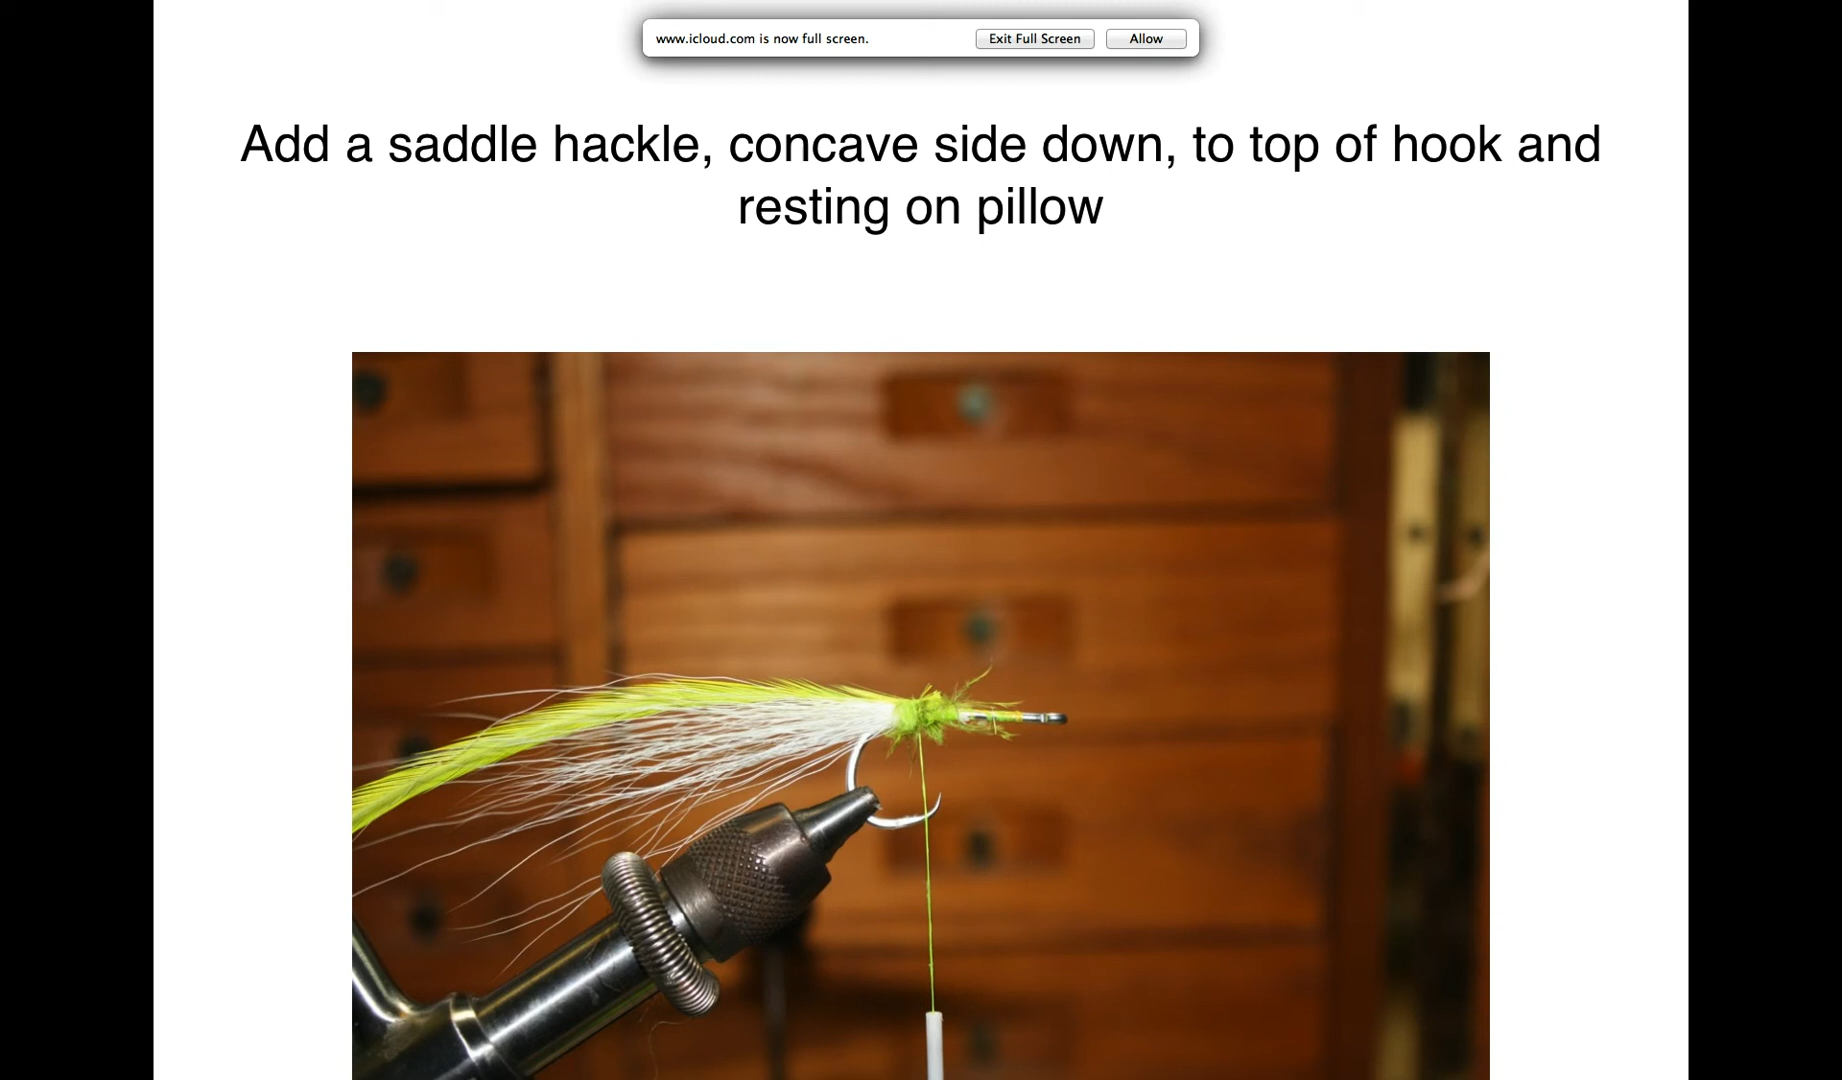 www.icloud.com is now full screen. Exit Full Screen Allow
Add a saddle hackle, concave side down, to top of hook and
resting on pillow